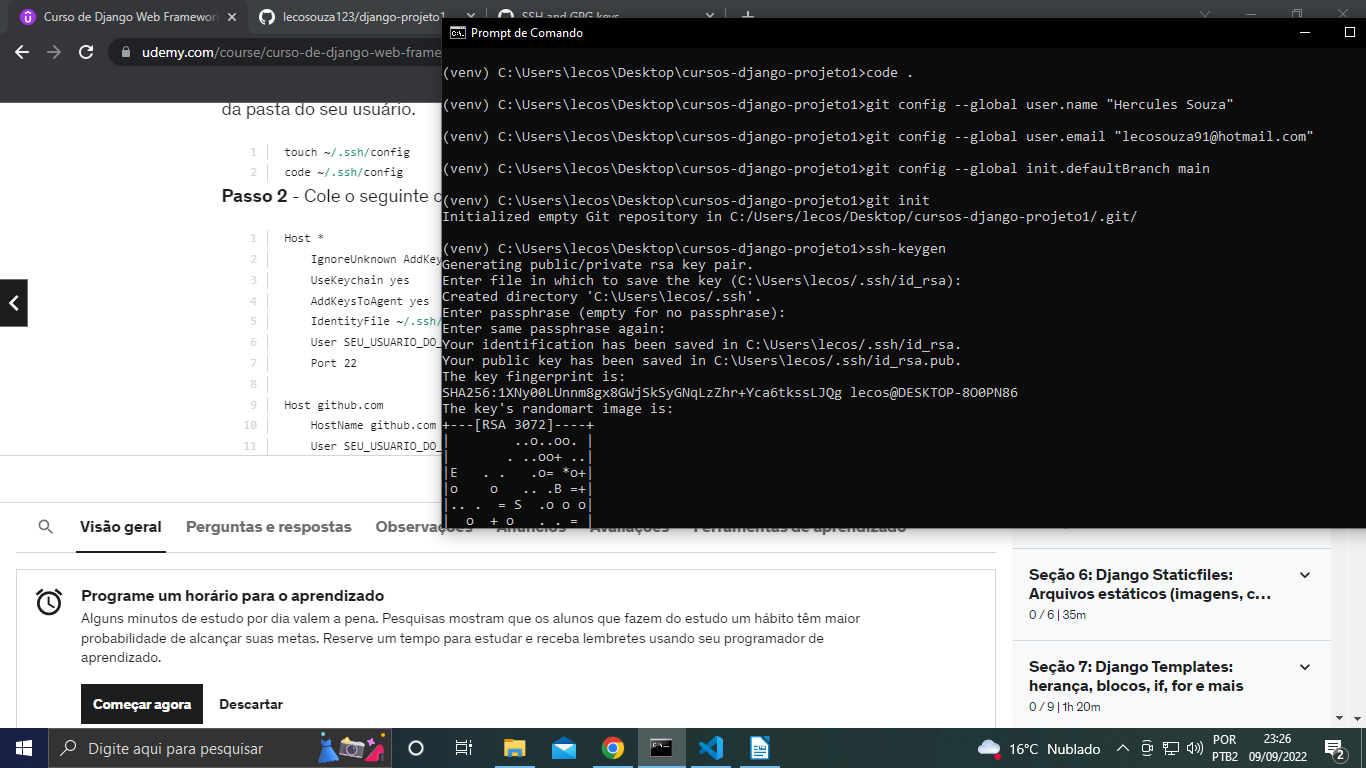 Curso de Django Web Framework
lecosouza123/django-projeto1
SSH and GPG keys
udemy.com/course/curso-de-django-web-frame
da pasta do seu usuário.
1 touch ~/.ssh/config
2 code ~/.ssh/config
Passo 2 - Cole o seguinte c
1 Host *
2 IgnoreUnknown AddKey
3 UseKeychain yes
4 AddKeysToAgent yes
5 IdentityFile ~/.ssh/
6 User SEU_USUARIO_DO_
7 Port 22
8
9 Host github.com
10 HostName github.com
11 User SEU_USUARIO_DO_
Prompt de Comando
(venv) C:\Users\lecos\Desktop\cursos-django-projeto1>code .
(venv) C:\Users\lecos\Desktop\cursos-django-projeto1>git config --global user.name "Hercules Souza"
(venv) C:\Users\lecos\Desktop\cursos-django-projeto1>git config --global user.email "lecosouza91@hotmail.com"
(venv) C:\Users\lecos\Desktop\cursos-django-projeto1>git config --global init.defaultBranch main
(venv) C:\Users\lecos\Desktop\cursos-django-projeto1>git init
Initialized empty Git repository in C:/Users/lecos/Desktop/cursos-django-projeto1/.git/
(venv) C:\Users\lecos\Desktop\cursos-django-projeto1>ssh-keygen
Generating public/private rsa key pair.
Enter file in which to save the key (C:\Users\lecos/.ssh/id_rsa):
Created directory 'C:\Users\lecos/.ssh'.
Enter passphrase (empty for no passphrase):
Enter same passphrase again:
Your identification has been saved in C:\Users\lecos/.ssh/id_rsa.
Your public key has been saved in C:\Users\lecos/.ssh/id_rsa.pub.
The key fingerprint is:
SHA256:1XNy00LUnnm8gx8GWjSkSyGNqLzZhr+Yca6tkssLJQg lecos@DESKTOP-8O0PN86
The key's randomart image is:
+---[RSA 3072]----+
|        ..o..oo. |
|       . ..oo+ ..|
|E   . .   .o= *o+|
|o    o   .. .B =+|
|.. .  = S  .o o o|
|  o  + o   . . = |
Visão geral
Perguntas e respostas
Observações
Anúncios
Avaliações
Ferramentas de aprendizado
Programe um horário para o aprendizado
Alguns minutos de estudo por dia valem a pena. Pesquisas mostram que os alunos que fazem do estudo um hábito têm maior
probabilidade de alcançar suas metas. Reserve um tempo para estudar e receba lembretes usando seu programador de
aprendizado.
Começar agora
Descartar
Seção 6: Django Staticfiles:
Arquivos estáticos (imagens, c…
0 / 6 | 35m
Seção 7: Django Templates:
herança, blocos, if, for e mais
0 / 9 | 1h 20m
Digite aqui para pesquisar
16°C Nublado
POR
PTB2
23:26
09/09/2022
2